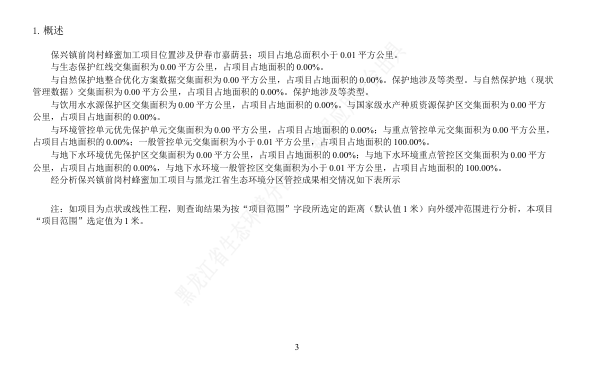 1. 概述
保兴镇前岗村蜂蜜加工项目位置涉及伊春市嘉荫县；项目占地总面积小于 0.01 平方公里。
与生态保护红线交集面积为 0.00 平方公里，占项目占地面积的 0.00%。
与自然保护地整合优化方案数据交集面积为 0.00 平方公里，占项目占地面积的 0.00%。保护地涉及等类型。与自然保护地（现状
管理数据）交集面积为 0.00 平方公里，占项目占地面积的 0.00%。保护地涉及等类型。
与饮用水水源保护区交集面积为 0.00 平方公里，占项目占地面积的 0.00%。与国家级水产种质资源保护区交集面积为 0.00 平方
公里，占项目占地面积的 0.00%。
与环境管控单元优先保护单元交集面积为 0.00 平方公里，占项目占地面积的 0.00%；与重点管控单元交集面积为 0.00 平方公里，
占项目占地面积的 0.00%；一般管控单元交集面积为小于 0.01 平方公里，占项目占地面积的 100.00%。
与地下水环境优先保护区交集面积为 0.00 平方公里，占项目占地面积的 0.00%；与地下水环境重点管控区交集面积为 0.00 平方
公里，占项目占地面积的 0.00%，与地下水环境一般管控区交集面积为小于 0.01 平方公里，占项目占地面积的 100.00%。
经分析保兴镇前岗村蜂蜜加工项目与黑龙江省生态环境分区管控成果相交情况如下表所示
注：如项目为点状或线性工程，则查询结果为按“项目范围”字段所选定的距离（默认值 1 米）向外缓冲范围进行分析，本项目
“项目范围”选定值为 1 米。
黑龙江省生态环境分
3